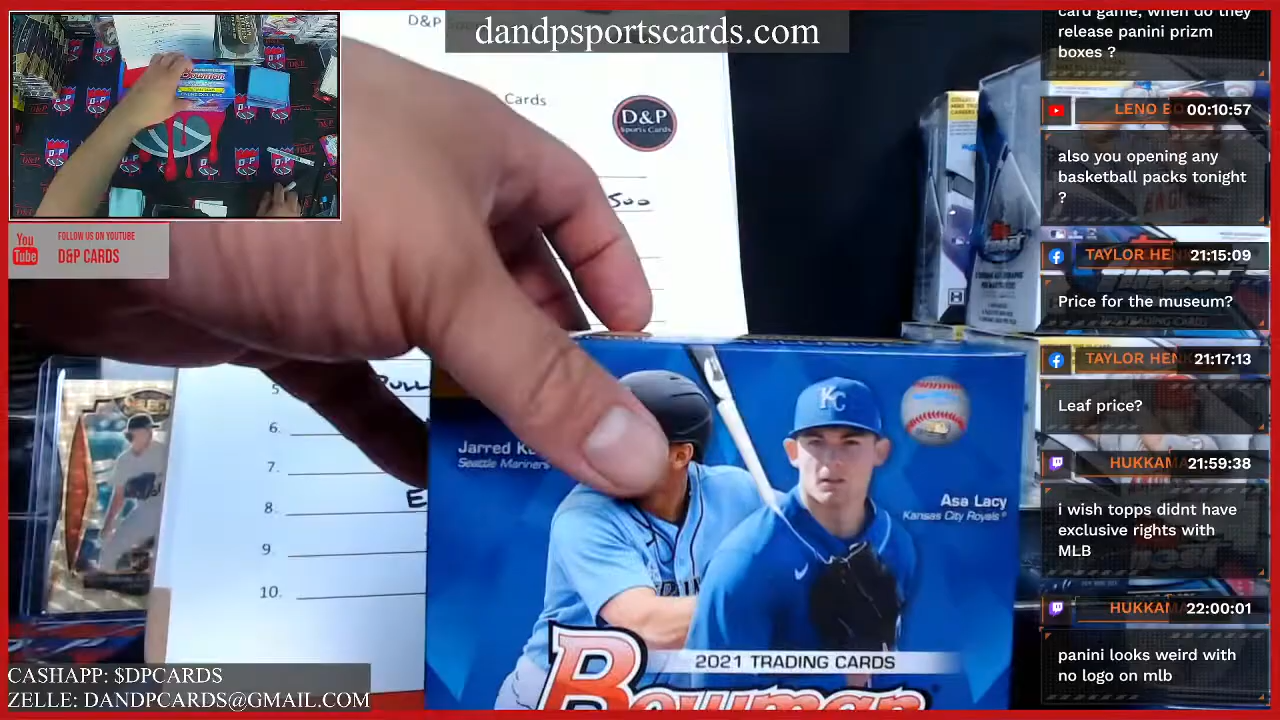 dandpsportscards.com
D&P
Cards
D&P
Sports Cards
500
You
Tube
FOLLOW US ON YOUTUBE
D&P CARDS
5
6.
7.
8.
9.
10.
Jarred
Seattle Mariners
KC
Asa Lacy
Kansas City Royals
2021 TRADING CARDS
Bowman
CASHAPP: $DPCARDS
ZELLE: DANDPCARDS@GMAIL.COM
card game, when do they
release panini prizm
boxes ?
LENO
00:10:57
also you opening any
basketball packs tonight
?
TAYLOR HEN
21:15:09
Price for the museum?
TAYLOR HEN
21:17:13
Leaf price?
HUKKAM
21:59:38
i wish topps didnt have
exclusive rights with
MLB
HUKKAM
22:00:01
panini looks weird with
no logo on mlb